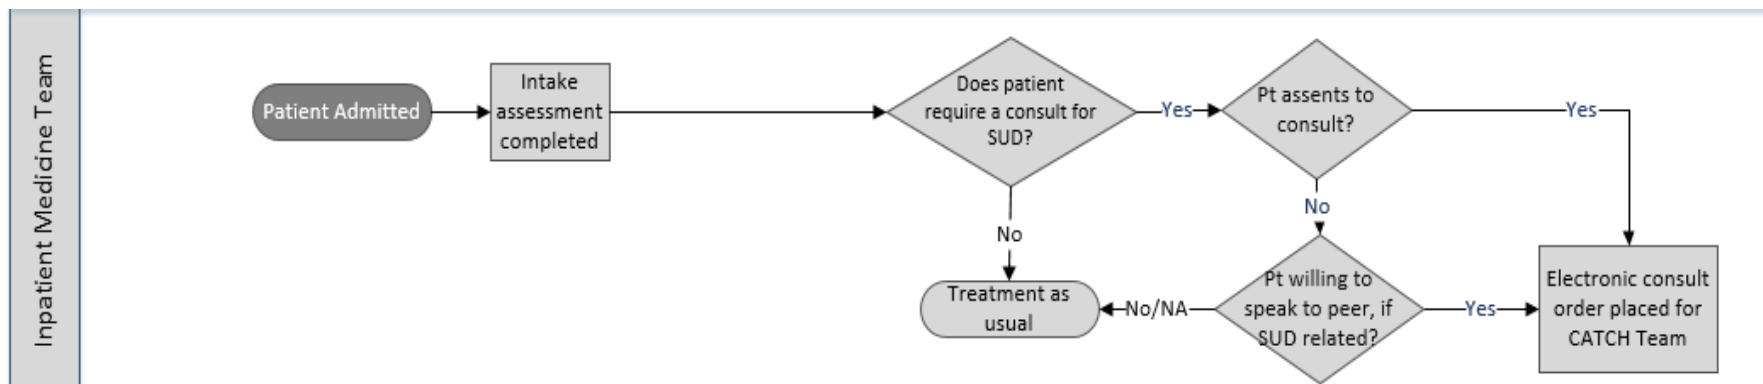 Inpatient Medicine Team
Patient Admitted
Intake
assessment
completed
Does patient
require a consult for
SUD?
Yes
Pt assents to
consult?
Yes
No
No
Treatment as
usual
No/NA
Pt willing to
speak to peer, if
SUD related?
Yes
Electronic consult
order placed for
CATCH Team